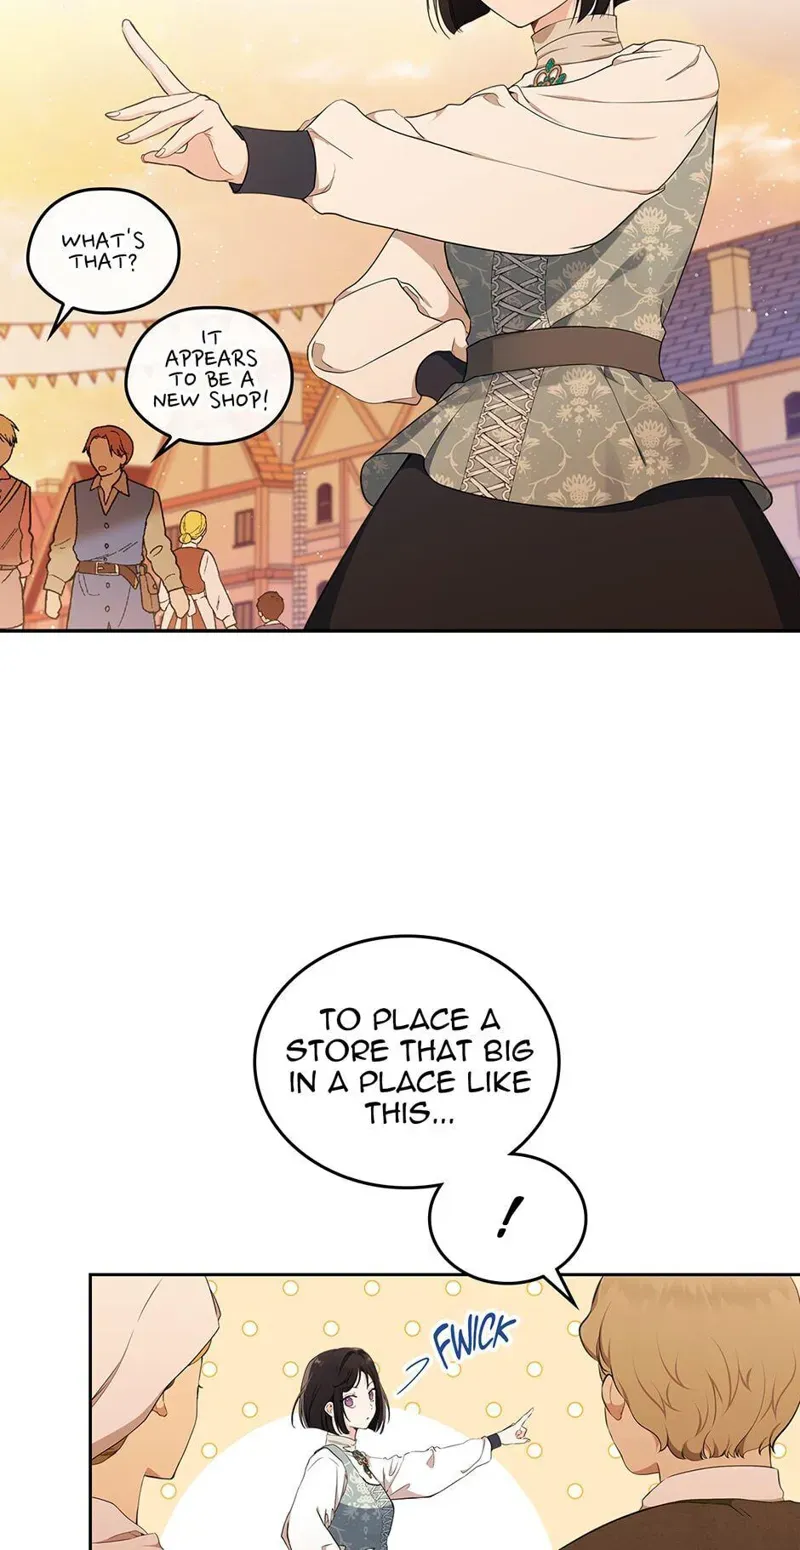 WHAT'S
THAT?
IT
APPEARS
TO BE A
NEW SHOP!
TO PLACE A
STORE THAT BIG
IN A PLACE LIKE
THIS...
!
FWICK